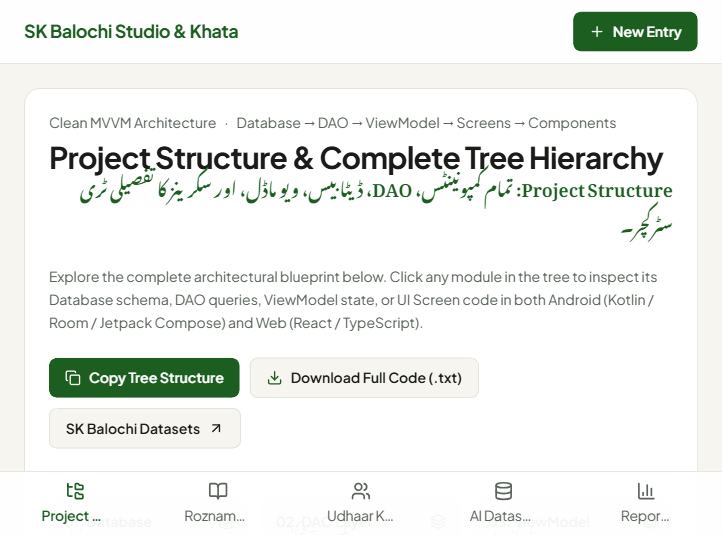 SK Balochi Studio & Khata
New Entry
Clean MVVM Architecture · Database → DAO → ViewModel → Screens → Components
Project Structure & Complete Tree Hierarchy
Project Structure: تمام کمپونینٹس، DAO، ڈیٹا بیس، ویو ماڈل، اور سکرینز کا تفصیلی ٹری
سٹرکچر۔
Explore the complete architectural blueprint below. Click any module in the tree to inspect its
Database schema, DAO queries, ViewModel state, or UI Screen code in both Android (Kotlin /
Room / Jetpack Compose) and Web (React / TypeScript).
Copy Tree Structure
Download Full Code (.txt)
SK Balochi Datasets
Project ...
Roznam...
Udhaar K...
AI Datas...
Repor...